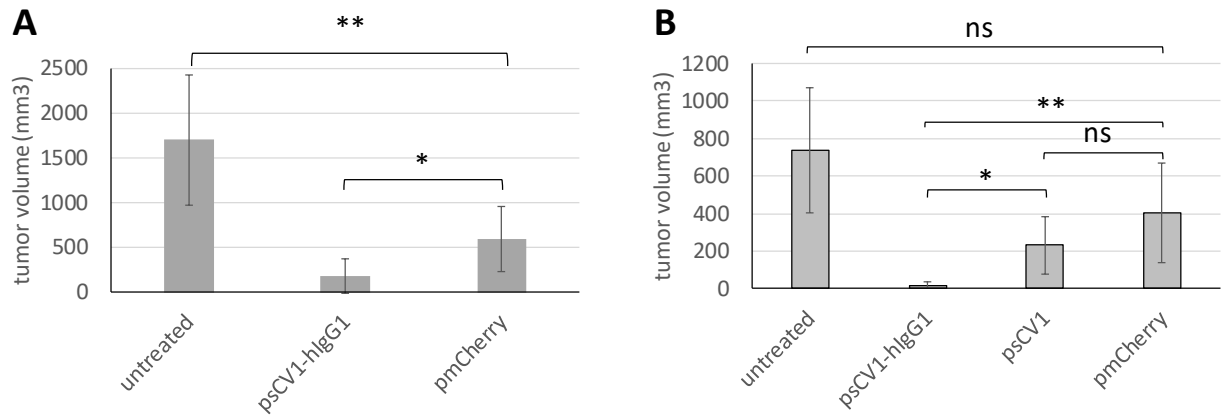 A
**
tumor volume (mm3)
2500
2000
1500
1000
500
0
*
untreated
psCV1-hIgG1
pmCherry
B
ns
tumor volume (mm3)
1200
1000
800
600
400
200
0
**
ns
*
untreated
psCV1-hIgG1
psCV1
pmCherry